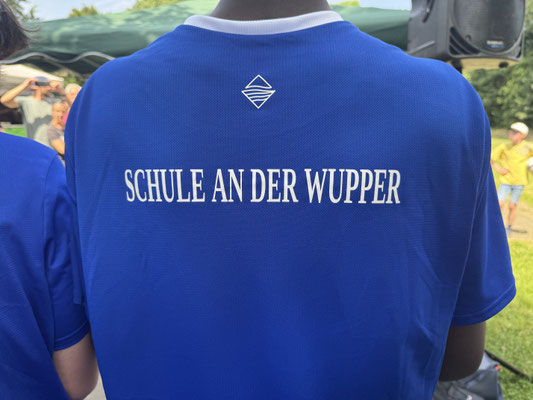 SCHULE AN DER WUPPER